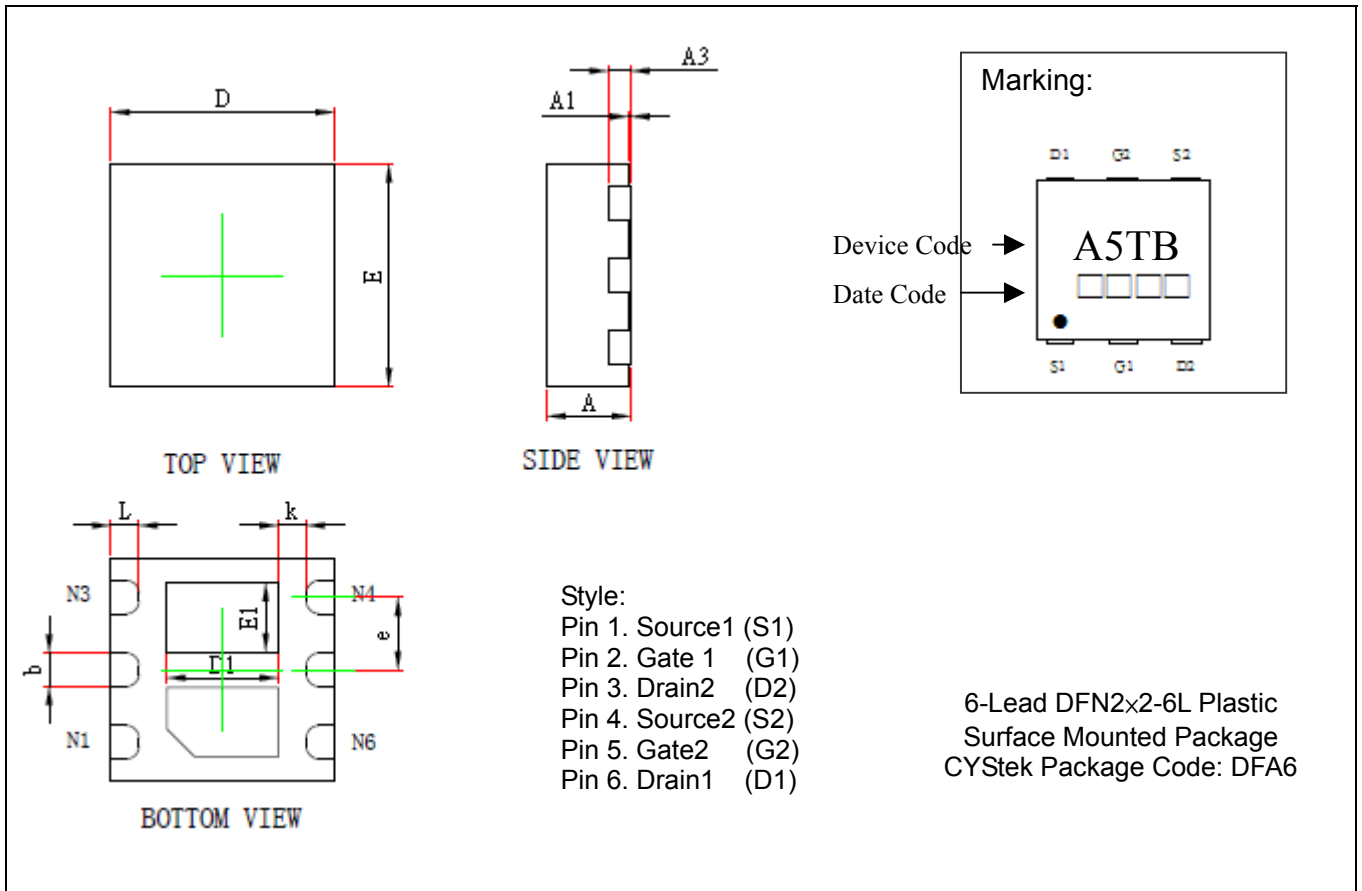 D
E
TOP VIEW
A3
A1
A
SIDE VIEW
Marking:
D1 G2 S2
Device Code
A5TB
Date Code
S1 G1 D2
L k
N3 N4
E1
e
D1
b
N1 N6
BOTTOM VIEW
Style:
Pin 1. Source1 (S1)
Pin 2. Gate 1 (G1)
Pin 3. Drain2 (D2)
Pin 4. Source2 (S2)
Pin 5. Gate2 (G2)
Pin 6. Drain1 (D1)
6-Lead DFN2×2-6L Plastic
Surface Mounted Package
CYStek Package Code: DFA6